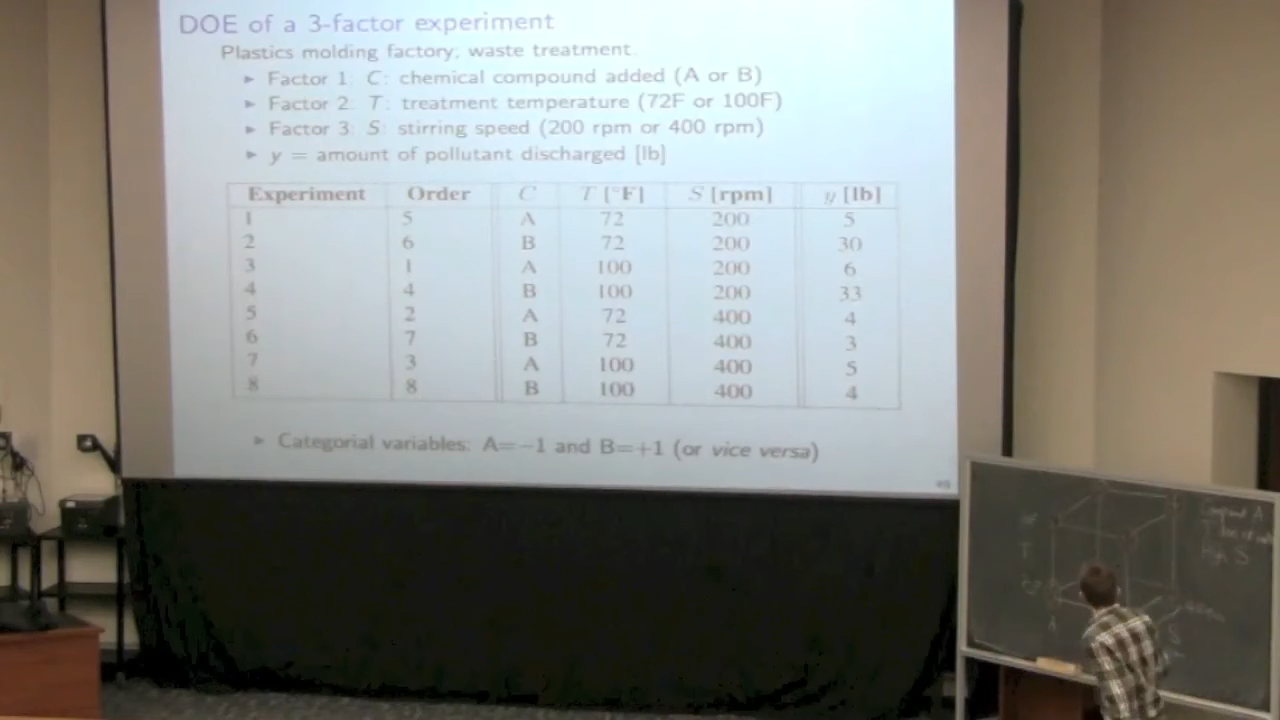 DOE of a 3-factor experiment
Plastics molding factory; waste treatment.
► Factor 1: C: chemical compound added (A or B)
► Factor 2: T: treatment temperature (72F or 100F)
► Factor 3: S: stirring speed (200 rpm or 400 rpm)
► y = amount of pollutant discharged [lb]
Experiment Order C T [°F] S [rpm] y [lb]
1 5 A 72 200 5
2 6 B 72 200 30
3 1 A 100 200 6
4 4 B 100 200 33
5 2 A 72 400 4
6 7 B 72 400 3
7 3 A 100 400 5
8 8 B 100 400 4
► Categorial variables: A=−1 and B=+1 (or vice versa)
Compound A
T
High S
A